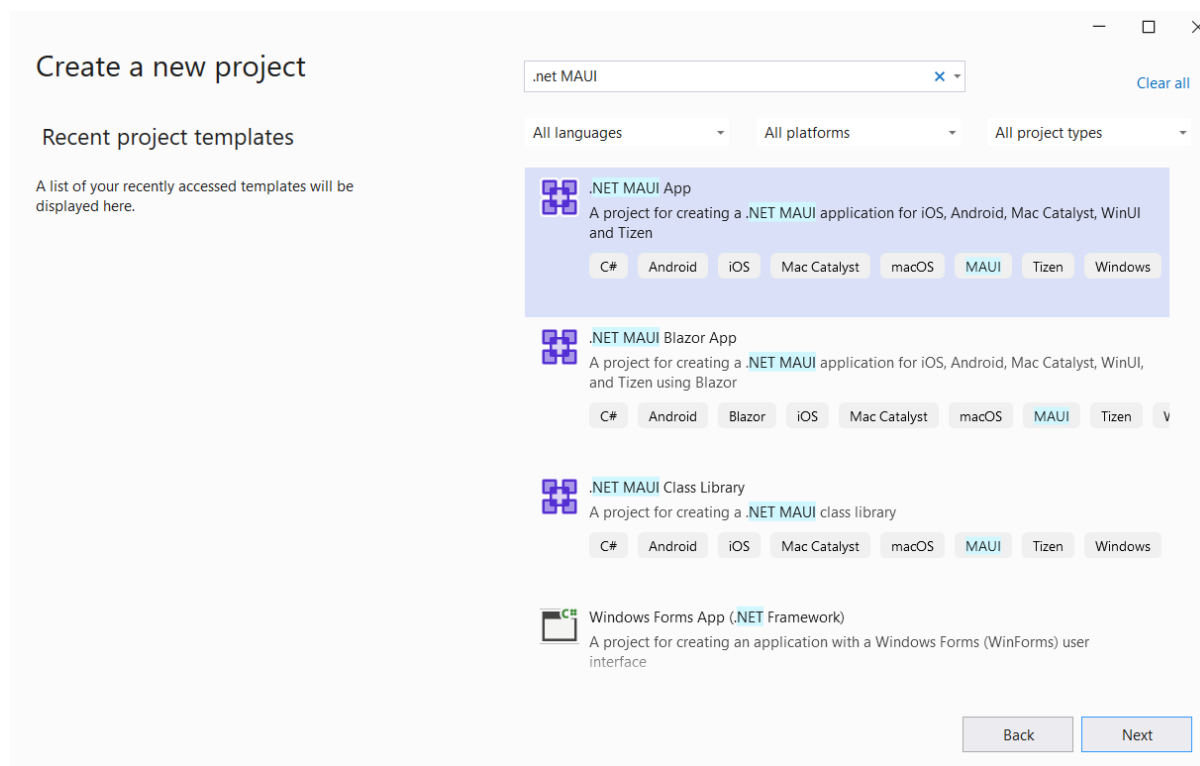 Create a new project
.net MAUI
Clear all
Recent project templates
All languages
All platforms
All project types
A list of your recently accessed templates will be
displayed here.
.NET MAUI App
A project for creating a .NET MAUI application for iOS, Android, Mac Catalyst, WinUI
and Tizen
C# Android iOS Mac Catalyst macOS MAUI Tizen Windows
.NET MAUI Blazor App
A project for creating a .NET MAUI application for iOS, Android, Mac Catalyst, WinUI,
and Tizen using Blazor
C# Android Blazor iOS Mac Catalyst macOS MAUI Tizen
.NET MAUI Class Library
A project for creating a .NET MAUI class library
C# Android iOS Mac Catalyst macOS MAUI Tizen Windows
C#
Windows Forms App (.NET Framework)
A project for creating an application with a Windows Forms (WinForms) user
interface
Back
Next